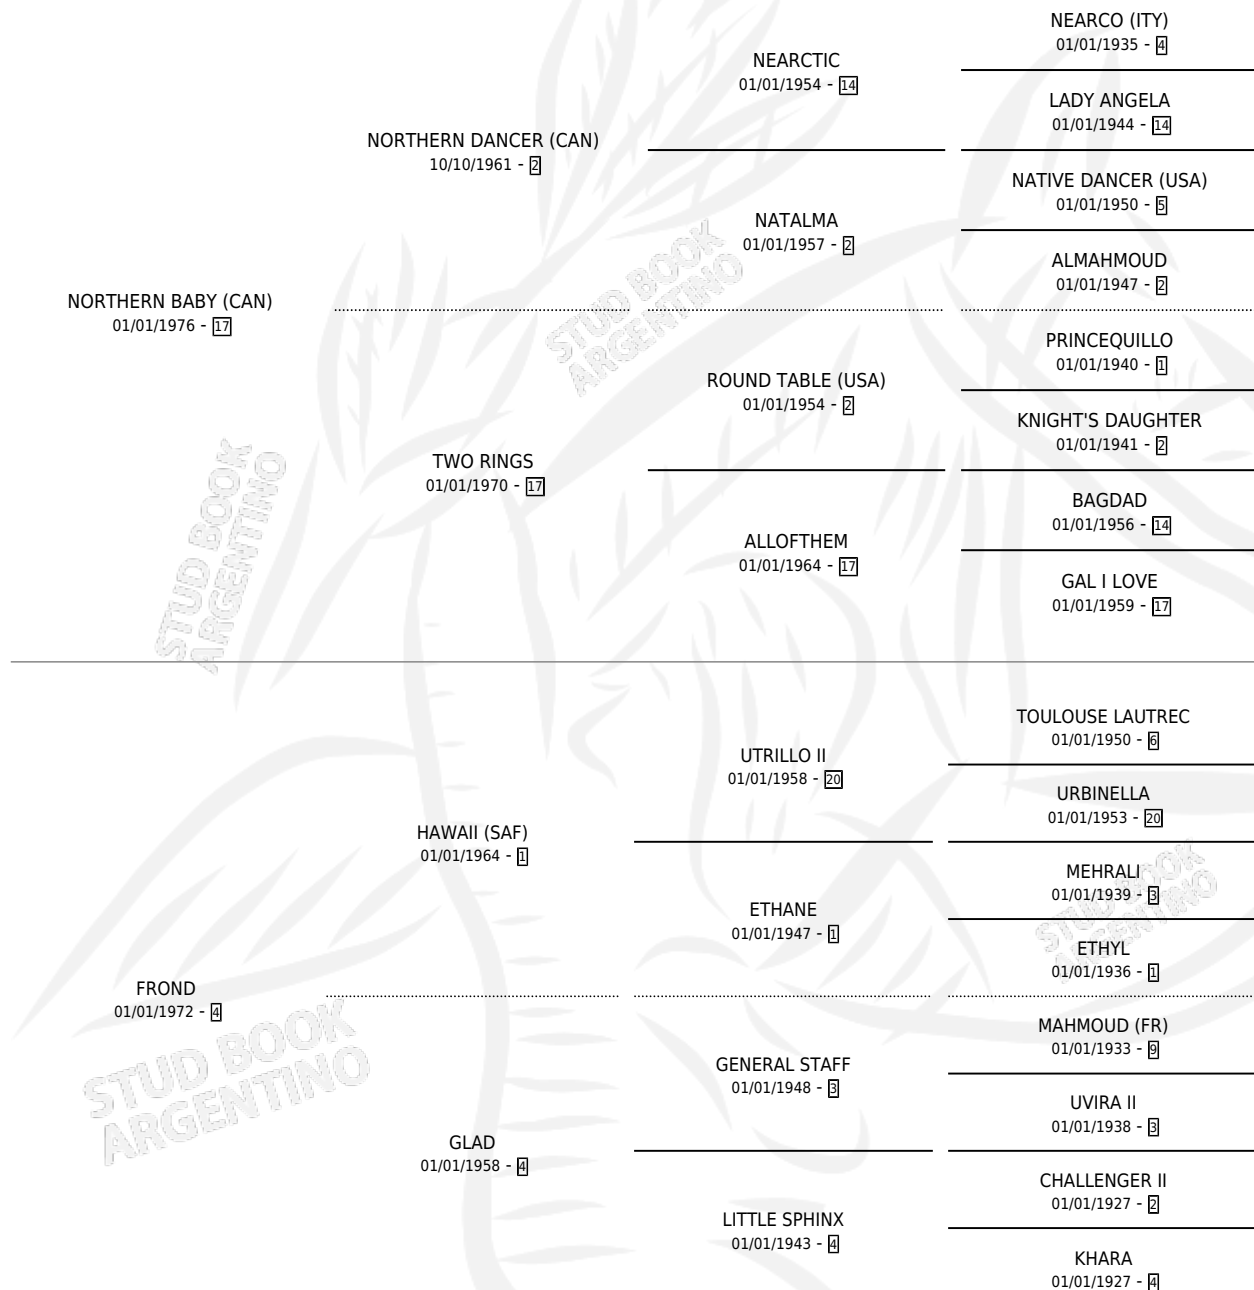 NORTHERN BABY (CAN)
01/01/1976 - 17
NORTHERN DANCER (CAN)
10/10/1961 - 2
TWO RINGS
01/01/1970 - 17
NEARCTIC
01/01/1954 - 14
NATALMA
01/01/1957 - 2
ROUND TABLE (USA)
01/01/1954 - 2
ALLOFTHEM
01/01/1964 - 17
NEARCO (ITY)
01/01/1935 - 4
LADY ANGELA
01/01/1944 - 14
NATIVE DANCER (USA)
01/01/1950 - 5
ALMAHMOUD
01/01/1947 - 2
PRINCEQUILLO
01/01/1940 - 1
KNIGHT'S DAUGHTER
01/01/1941 - 2
BAGDAD
01/01/1956 - 14
GAL I LOVE
01/01/1959 - 17
FROND
01/01/1972 - 4
HAWAII (SAF)
01/01/1964 - 1
GLAD
01/01/1958 - 4
UTRILLO II
01/01/1958 - 20
ETHANE
01/01/1947 - 1
GENERAL STAFF
01/01/1948 - 3
LITTLE SPHINX
01/01/1943 - 4
TOULOUSE LAUTREC
01/01/1950 - 6
URBINELLA
01/01/1953 - 20
MEHRALI
01/01/1939 - 3
ETHYL
01/01/1936 - 1
MAHMOUD (FR)
01/01/1933 - 9
UVIRA II
01/01/1938 - 3
CHALLENGER II
01/01/1927 - 2
KHARA
01/01/1927 - 4
STUD BOOK
ARGENTINO
STUD BOOK
ARGENTINO
STUD BOOK
ARGENTINO
STUD BOOK
ARGENTINO